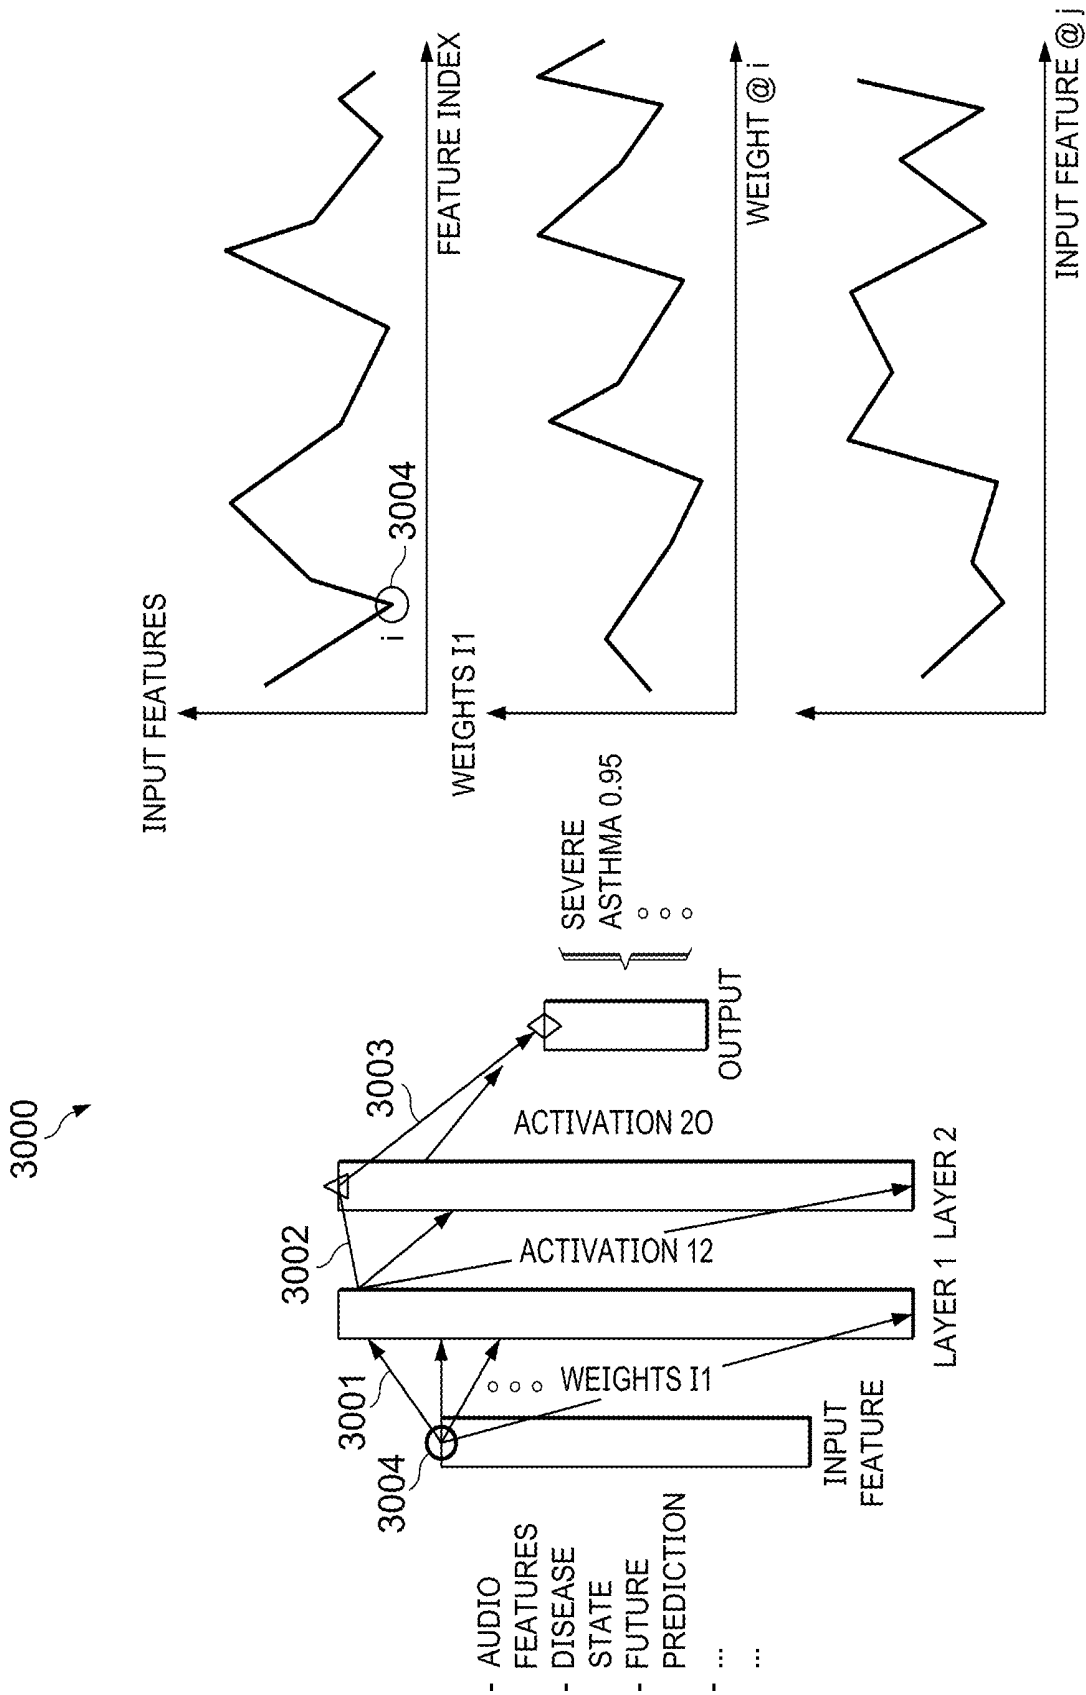 3000
- AUDIO
FEATURES
- DISEASE
STATE
- FUTURE
PREDICTION
- ...
...
3004
3001
3002
3003
WEIGHTS I1
ACTIVATION 12
ACTIVATION 2O
INPUT
FEATURE
LAYER 1
LAYER 2
OUTPUT
SEVERE
ASTHMA 0.95
INPUT FEATURES
i
3004
FEATURE INDEX
WEIGHTS I1
WEIGHT @ i
INPUT FEATURE @ j